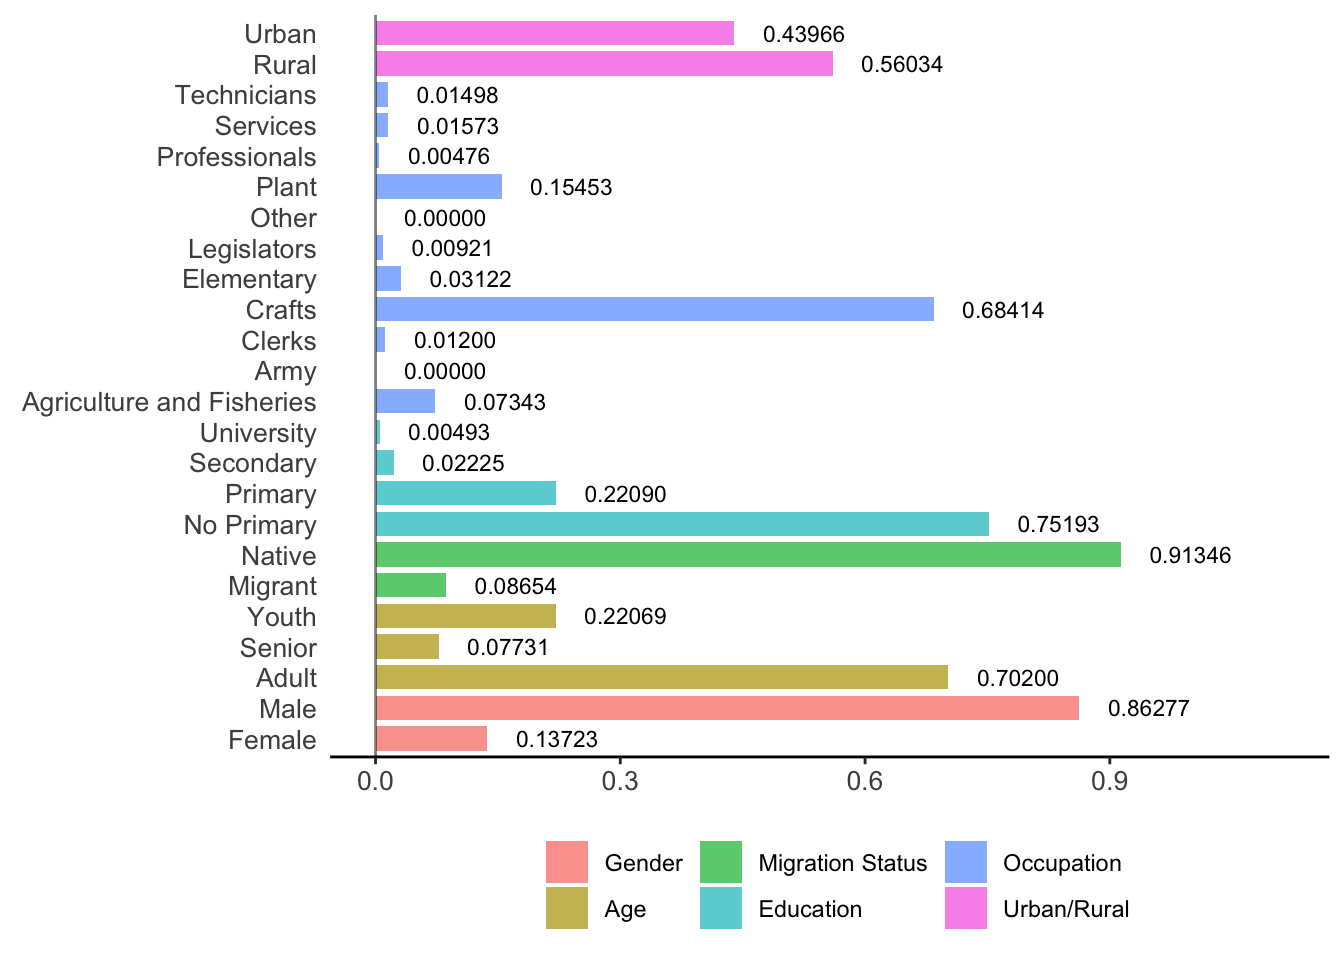 Urban 0.43966
Rural 0.56034
Technicians 0.01498
Services 0.01573
Professionals 0.00476
Plant 0.15453
Other 0.00000
Legislators 0.00921
Elementary 0.03122
Crafts 0.68414
Clerks 0.01200
Army 0.00000
Agriculture and Fisheries 0.07343
University 0.00493
Secondary 0.02225
Primary 0.22090
No Primary 0.75193
Native 0.91346
Migrant 0.08654
Youth 0.22069
Senior 0.07731
Adult 0.70200
Male 0.86277
Female 0.13723
0.0 0.3 0.6 0.9
Gender Migration Status Occupation
Age Education Urban/Rural